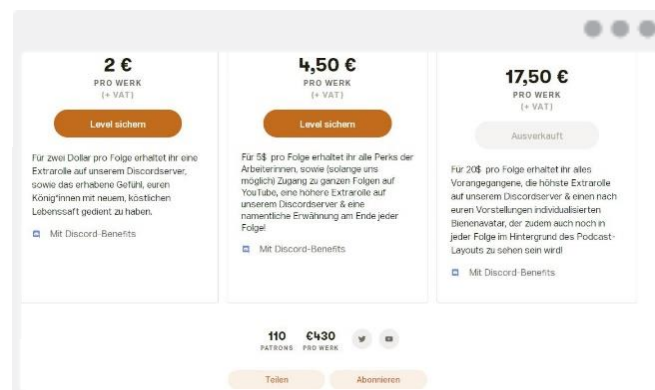 2 €
PRO WERK
(+ VAT)
Level sichern
Für zwei Dollar pro Folge erhaltet ihr eine
Extrarolle auf unserem Discordserver,
sowie das erhabene Gefühl, euren
König*innen mit neuem, köstlichen
Lebenssaft gedient zu haben.
Mit Discord-Benefits
4,50 €
PRO WERK
(+ VAT)
Level sichern
Für 5$ pro Folge erhaltet ihr alle Perks der
Arbeiterinnen, sowie (solange uns
möglich) Zugang zu ganzen Folgen auf
YouTube, eine höhere Extrarolle auf
unserem Discordserver & eine
namentliche Erwähnung am Ende jeder
Folge!
Mit Discord-Benefits
17,50 €
PRO WERK
(+ VAT)
Ausverkauft
Für 20$ pro Folge erhaltet ihr alles
Vorangegangene, die höhste Extrarolle
auf unserem Discordserver & einen nach
euren Vorstellungen individualisierten
Bienenavatar, der zudem auch noch in
jeder Folge im Hintergrund des Podcast-
Layouts zu sehen sein wird!
Mit Discord-Benefits
110 €430
PATRONS PRO WERK
Teilen Abonnieren